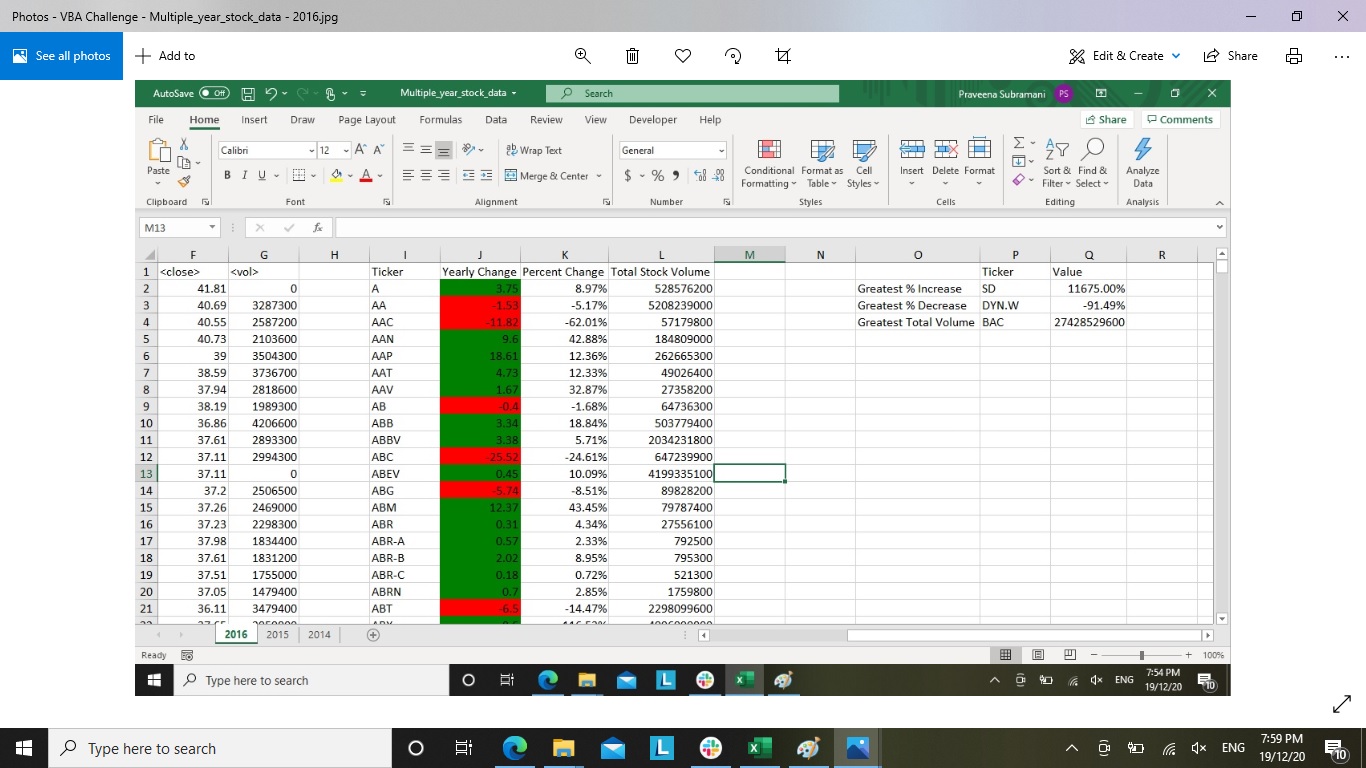 Photos - VBA Challenge - Multiple_year_stock_data - 2016.jpg
See all photos
Add to
Edit & Create
Share
AutoSave Off
Multiple_year_stock_data
Search
Praveena Subramani PS
File Home Insert Draw Page Layout Formulas Data Review View Developer Help
Share Comments
Paste
Calibri 12
Wrap Text
General
B I U
Merge & Center
$ % 9
Conditional Formatting
Format as Table
Cell Styles
Insert Delete Format
Sort & Filter
Find & Select
Analyze Data
Clipboard Font Alignment Number Styles Cells Editing Analysis
M13 fx
F G H I J K L M N O P Q R
1 <close> <vol> Ticker Yearly Change Percent Change Total Stock Volume Ticker Value
2 41.81 0 A 3.75 8.97% 528576200 Greatest % Increase SD 11675.00%
3 40.69 3287300 AA -1.53 -5.17% 5208239000 Greatest % Decrease DYN.W -91.49%
4 40.55 2587200 AAC -11.82 -62.01% 57179800 Greatest Total Volume BAC 27428529600
5 40.73 2103600 AAN 9.6 42.88% 184809000
6 39 3504300 AAP 18.61 12.36% 262665300
7 38.59 3736700 AAT 4.73 12.33% 49026400
8 37.94 2818600 AAV 1.67 32.87% 27358200
9 38.19 1989300 AB -0.4 -1.68% 64736300
10 36.86 4206600 ABB 3.34 18.84% 503779400
11 37.61 2893300 ABBV 3.38 5.71% 2034231800
12 37.11 2994300 ABC -25.52 -24.61% 647239900
13 37.11 0 ABEV 0.45 10.09% 4199335100
14 37.2 2506500 ABG -5.74 -8.51% 89828200
15 37.26 2469000 ABM 12.37 43.45% 79787400
16 37.23 2298300 ABR 0.31 4.34% 27556100
17 37.98 1834400 ABR-A 0.57 2.33% 792500
18 37.61 1831200 ABR-B 2.02 8.95% 795300
19 37.51 1755000 ABR-C 0.18 0.72% 521300
20 37.05 1479400 ABRN 0.7 2.85% 1759800
21 36.11 3479400 ABT -6.5 -14.47% 2298099600
2016 2015 2014
Ready
100%
Type here to search
ENG
7:54 PM
19/12/20
10
Type here to search
ENG
7:59 PM
19/12/20
10